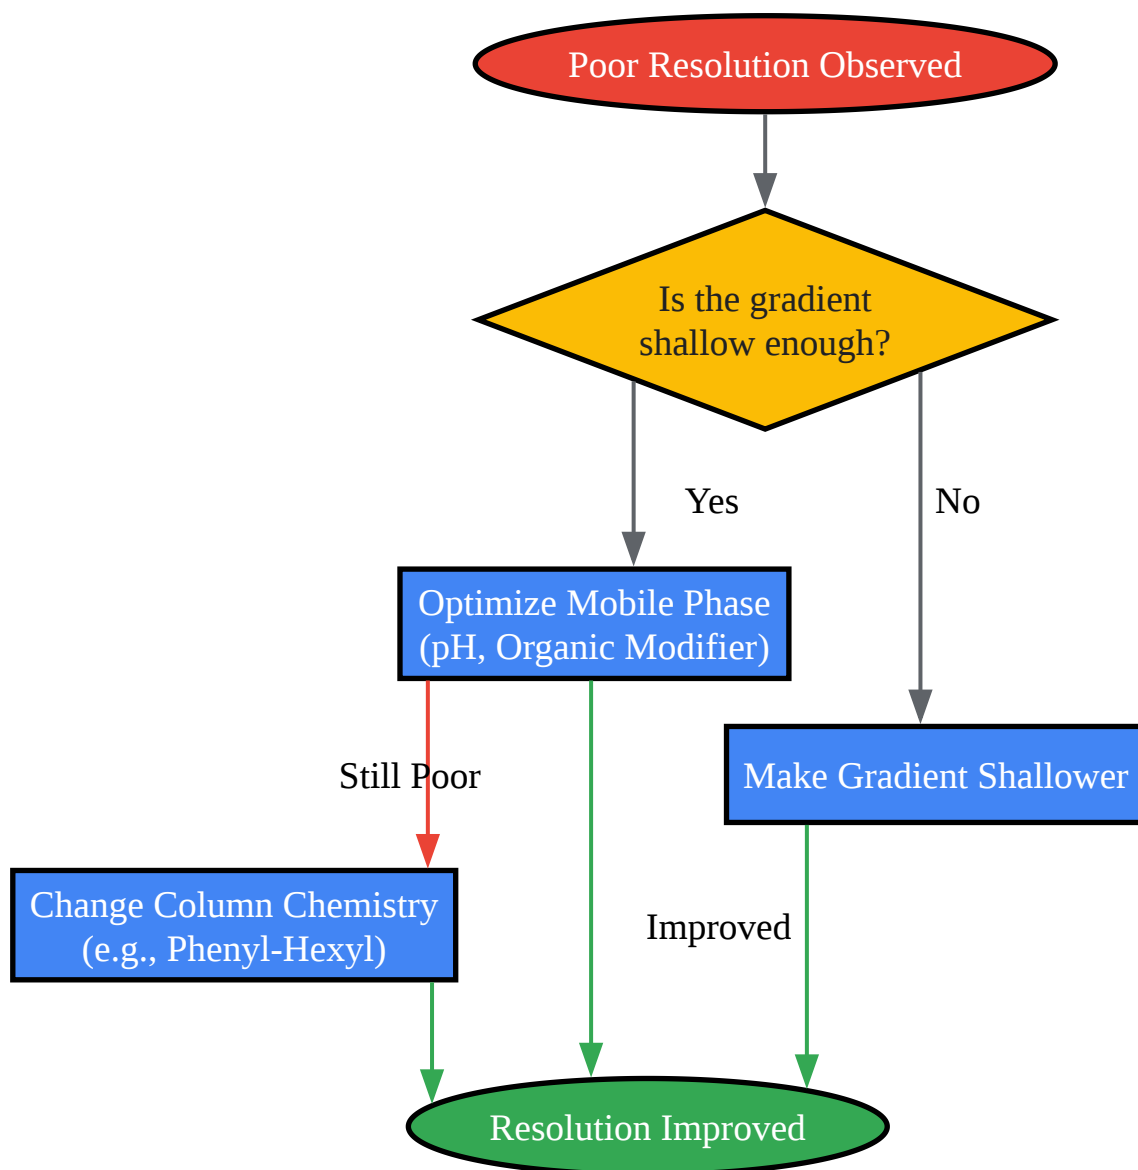 Poor Resolution Observed
Is the gradient
shallow enough?
Yes
No
Optimize Mobile Phase
(pH, Organic Modifier)
Still Poor
Make Gradient Shallower
Change Column Chemistry
(e.g., Phenyl-Hexyl)
Improved
Resolution Improved